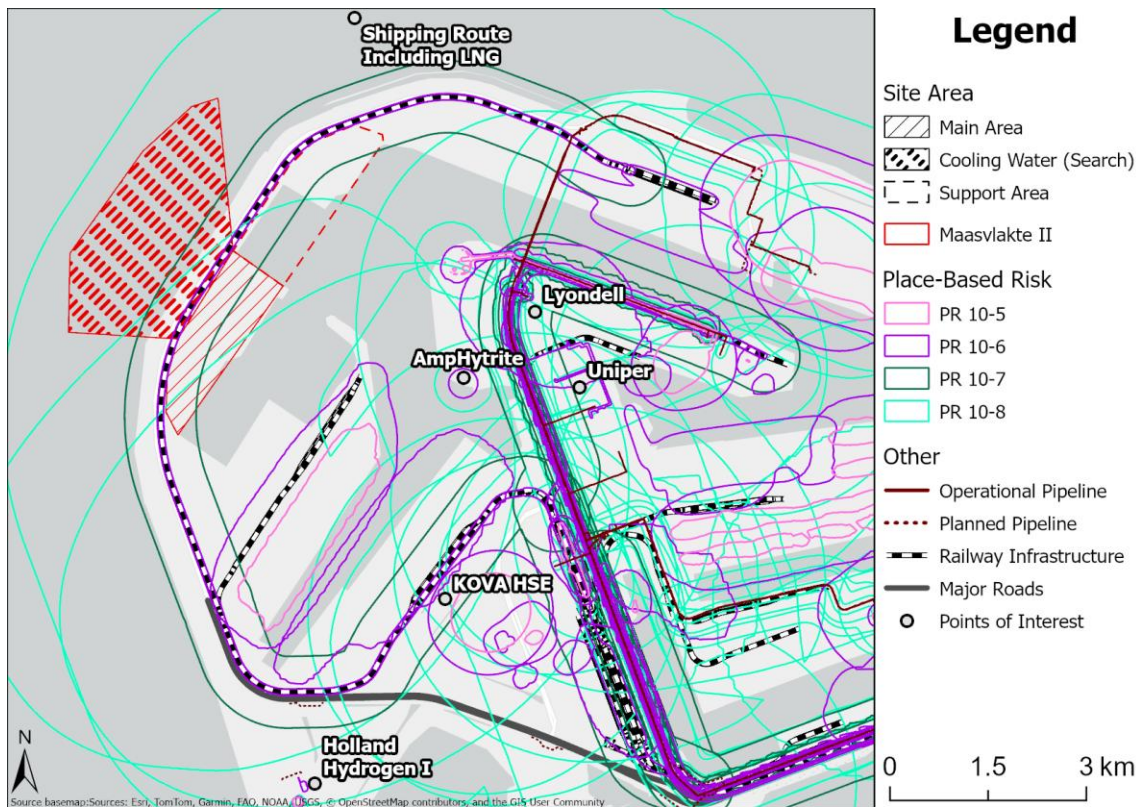 Shipping Route
Including LNG
Lyondell
AmpHytrite
Uniper
KOVA HSE
Holland
Hydrogen I
N
Source basemap:Sources: Esri, TomTom, Garmin, FAO, NOAA, USGS, © OpenStreetMap contributors, and the GIS User Community
Legend
Site Area
Main Area
Cooling Water (Search)
Support Area
Maasvlakte II
Place-Based Risk
PR 10-5
PR 10-6
PR 10-7
PR 10-8
Other
Operational Pipeline
Planned Pipeline
Railway Infrastructure
Major Roads
Points of Interest
0 1.5 3 km